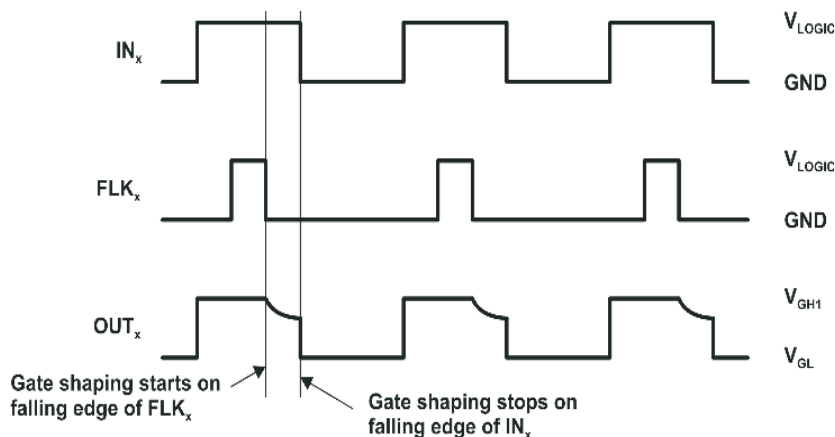 V_LOGIC
IN_x
GND
V_LOGIC
FLK_x
GND
V_GH1
OUT_x
V_GL
Gate shaping starts on
falling edge of FLK_x
Gate shaping stops on
falling edge of IN_x